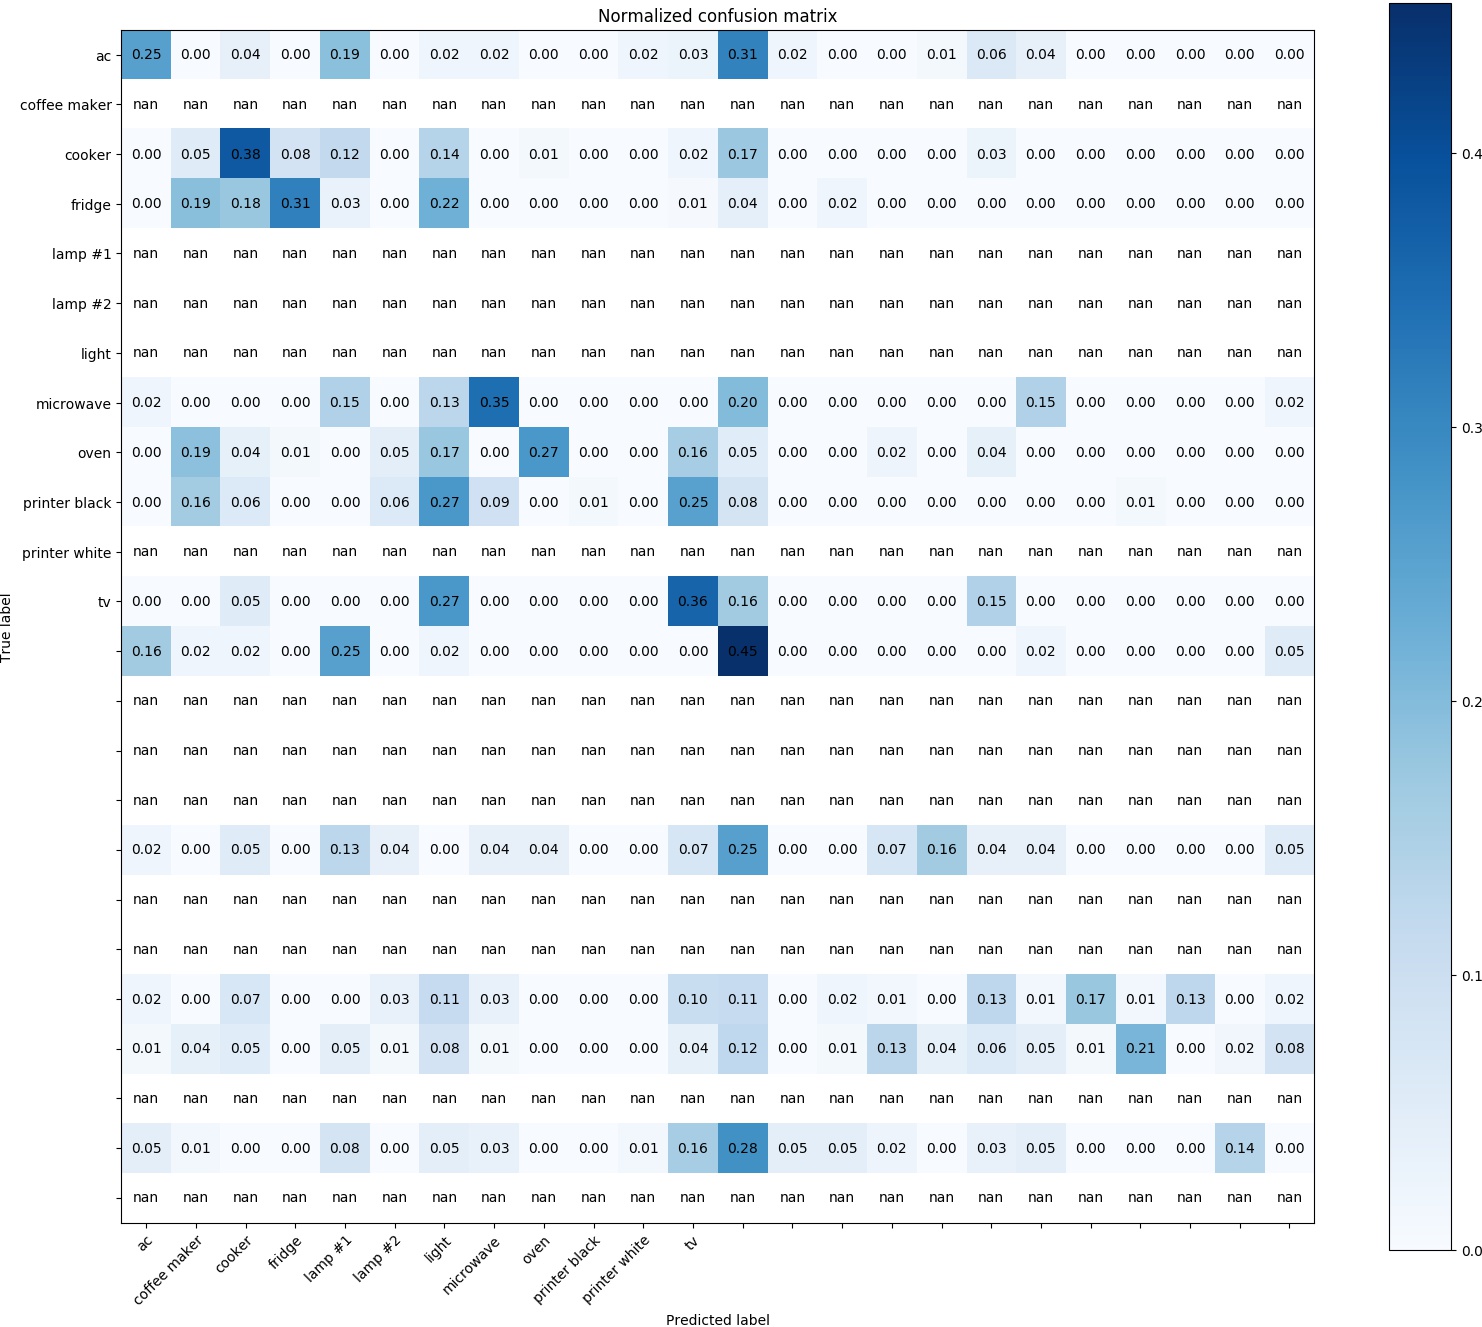 Normalized confusion matrix
ac 0.25 0.00 0.04 0.00 0.19 0.00 0.02 0.02 0.00 0.00 0.02 0.03 0.31 0.02 0.00 0.00 0.01 0.06 0.04 0.00 0.00 0.00 0.00 0.00
coffee maker nan nan nan nan nan nan nan nan nan nan nan nan nan nan nan nan nan nan nan nan nan nan nan nan
cooker 0.00 0.05 0.38 0.08 0.12 0.00 0.14 0.00 0.01 0.00 0.00 0.02 0.17 0.00 0.00 0.00 0.00 0.03 0.00 0.00 0.00 0.00 0.00 0.00
fridge 0.00 0.19 0.18 0.31 0.03 0.00 0.22 0.00 0.00 0.00 0.00 0.01 0.04 0.00 0.02 0.00 0.00 0.00 0.00 0.00 0.00 0.00 0.00 0.00
lamp #1 nan nan nan nan nan nan nan nan nan nan nan nan nan nan nan nan nan nan nan nan nan nan nan nan
lamp #2 nan nan nan nan nan nan nan nan nan nan nan nan nan nan nan nan nan nan nan nan nan nan nan nan
light nan nan nan nan nan nan nan nan nan nan nan nan nan nan nan nan nan nan nan nan nan nan nan nan
microwave 0.02 0.00 0.00 0.00 0.15 0.00 0.13 0.35 0.00 0.00 0.00 0.00 0.20 0.00 0.00 0.00 0.00 0.00 0.15 0.00 0.00 0.00 0.00 0.02
oven 0.00 0.19 0.04 0.01 0.00 0.05 0.17 0.00 0.27 0.00 0.00 0.16 0.05 0.00 0.00 0.02 0.00 0.04 0.00 0.00 0.00 0.00 0.00 0.00
printer black 0.00 0.16 0.06 0.00 0.00 0.06 0.27 0.09 0.00 0.01 0.00 0.25 0.08 0.00 0.00 0.00 0.00 0.00 0.00 0.00 0.01 0.00 0.00 0.00
printer white nan nan nan nan nan nan nan nan nan nan nan nan nan nan nan nan nan nan nan nan nan nan nan nan
tv 0.00 0.00 0.05 0.00 0.00 0.00 0.27 0.00 0.00 0.00 0.00 0.36 0.16 0.00 0.00 0.00 0.00 0.15 0.00 0.00 0.00 0.00 0.00 0.00
0.16 0.02 0.02 0.00 0.25 0.00 0.02 0.00 0.00 0.00 0.00 0.00 0.45 0.00 0.00 0.00 0.00 0.00 0.02 0.00 0.00 0.00 0.00 0.05
nan nan nan nan nan nan nan nan nan nan nan nan nan nan nan nan nan nan nan nan nan nan nan nan
nan nan nan nan nan nan nan nan nan nan nan nan nan nan nan nan nan nan nan nan nan nan nan nan
nan nan nan nan nan nan nan nan nan nan nan nan nan nan nan nan nan nan nan nan nan nan nan nan
0.02 0.00 0.05 0.00 0.13 0.04 0.00 0.04 0.04 0.00 0.00 0.07 0.25 0.00 0.00 0.07 0.16 0.04 0.04 0.00 0.00 0.00 0.00 0.05
nan nan nan nan nan nan nan nan nan nan nan nan nan nan nan nan nan nan nan nan nan nan nan nan
nan nan nan nan nan nan nan nan nan nan nan nan nan nan nan nan nan nan nan nan nan nan nan nan
0.02 0.00 0.07 0.00 0.00 0.03 0.11 0.03 0.00 0.00 0.00 0.10 0.11 0.00 0.02 0.01 0.00 0.13 0.01 0.17 0.01 0.13 0.00 0.02
0.01 0.04 0.05 0.00 0.05 0.01 0.08 0.01 0.00 0.00 0.00 0.04 0.12 0.00 0.01 0.13 0.04 0.06 0.05 0.01 0.21 0.00 0.02 0.08
nan nan nan nan nan nan nan nan nan nan nan nan nan nan nan nan nan nan nan nan nan nan nan nan
0.05 0.01 0.00 0.00 0.08 0.00 0.05 0.03 0.00 0.00 0.01 0.16 0.28 0.05 0.05 0.02 0.00 0.03 0.05 0.00 0.00 0.00 0.14 0.00
nan nan nan nan nan nan nan nan nan nan nan nan nan nan nan nan nan nan nan nan nan nan nan nan
True label
ac
coffee maker
cooker
fridge
lamp #1
lamp #2
light
microwave
oven
printer black
printer white
tv
Predicted label
0.4
0.3
0.2
0.1
0.0